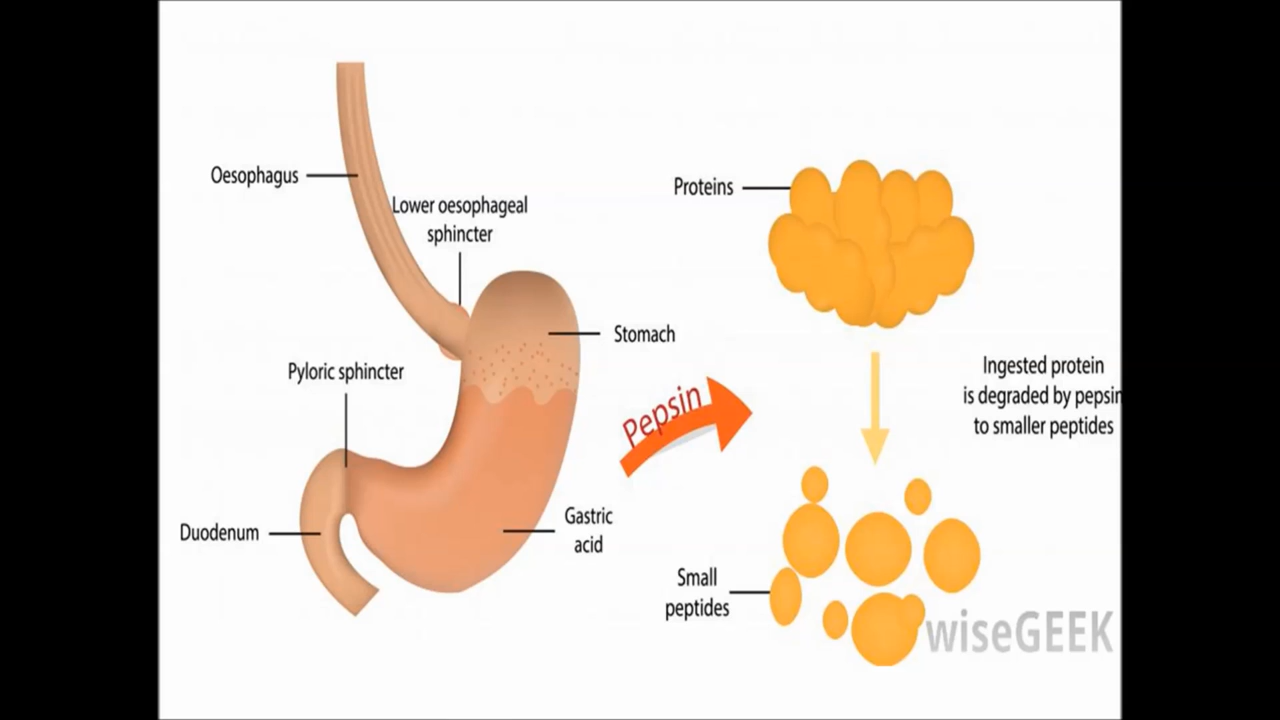 Oesophagus
Lower oesophageal
sphincter
Pyloric sphincter
Duodenum
Stomach
Gastric
acid
Pepsin
Proteins
Ingested protein
is degraded by pepsin
to smaller peptides
Small
peptides
wiseGEEK